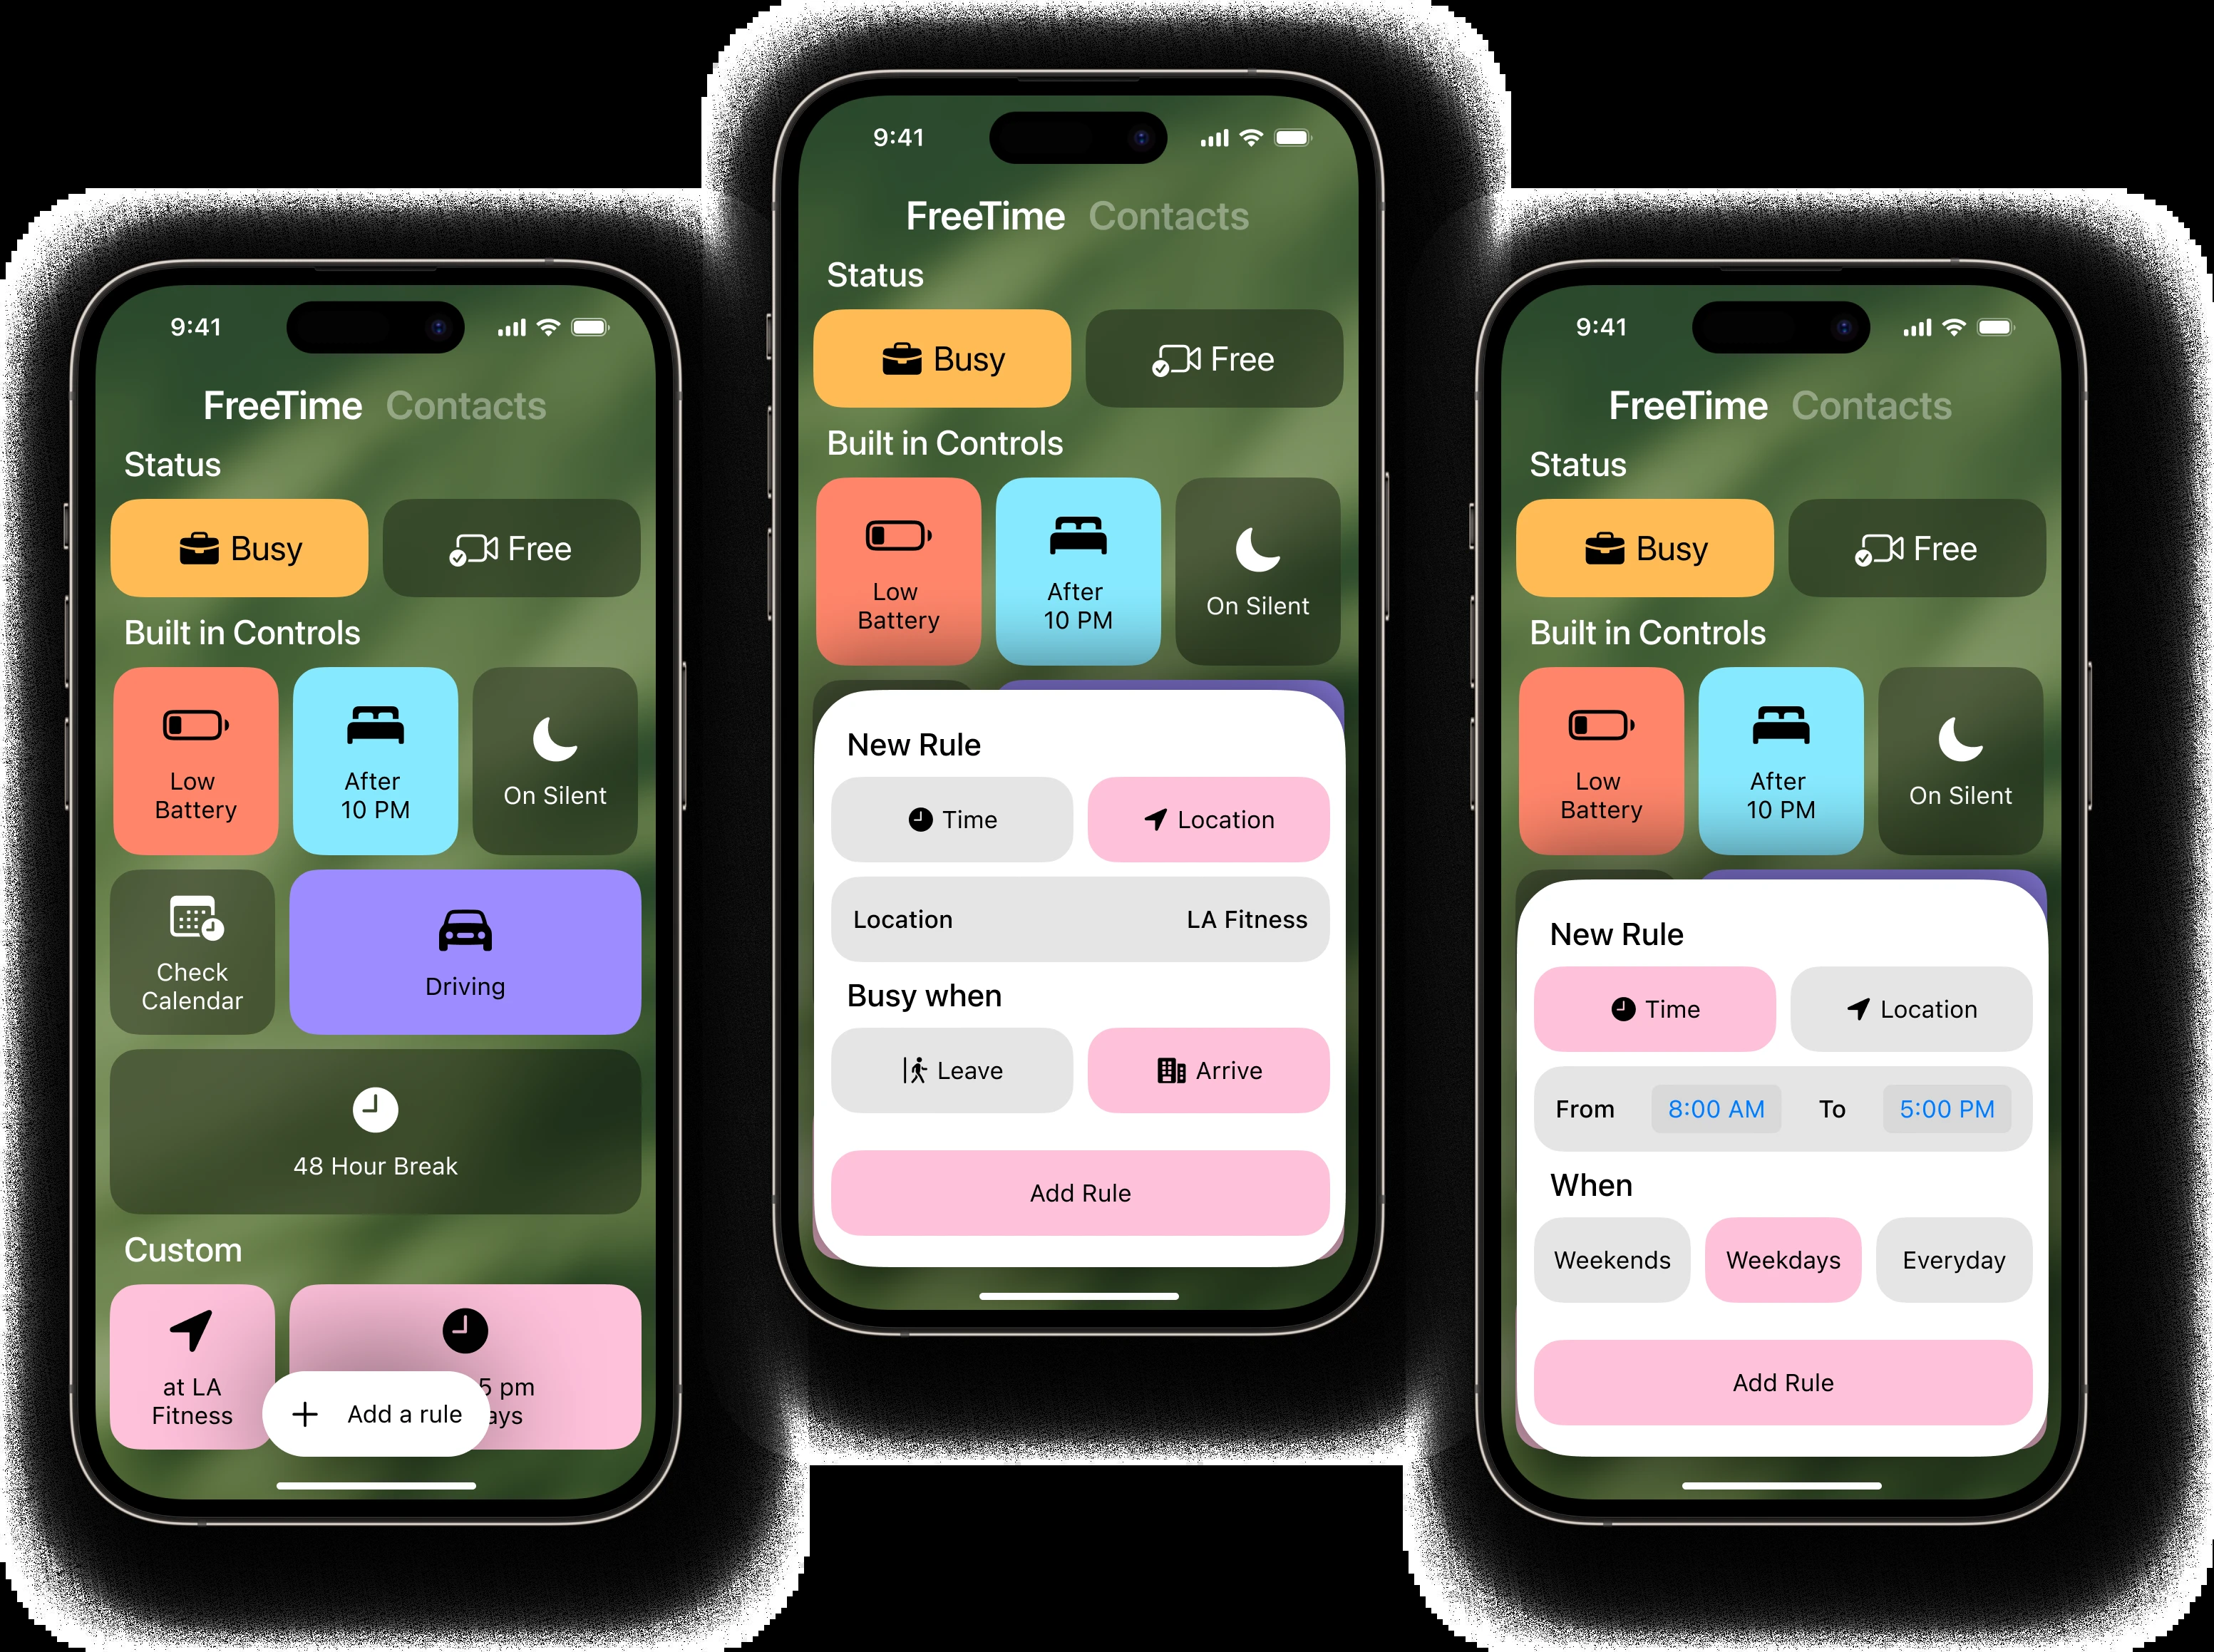 9:41
FreeTime Contacts
Status
Busy
Free
Built in Controls
Low
Battery
After
10 PM
On Silent
Check
Calendar
Driving
48 Hour Break
Custom
at LA
Fitness
5 pm
ays
Add a rule
9:41
FreeTime Contacts
Status
Busy
Free
Built in Controls
Low
Battery
After
10 PM
On Silent
New Rule
Time
Location
Location LA Fitness
Busy when
Leave
Arrive
Add Rule
9:41
FreeTime Contacts
Status
Busy
Free
Built in Controls
Low
Battery
After
10 PM
On Silent
New Rule
Time
Location
From 8:00 AM To 5:00 PM
When
Weekends
Weekdays
Everyday
Add Rule